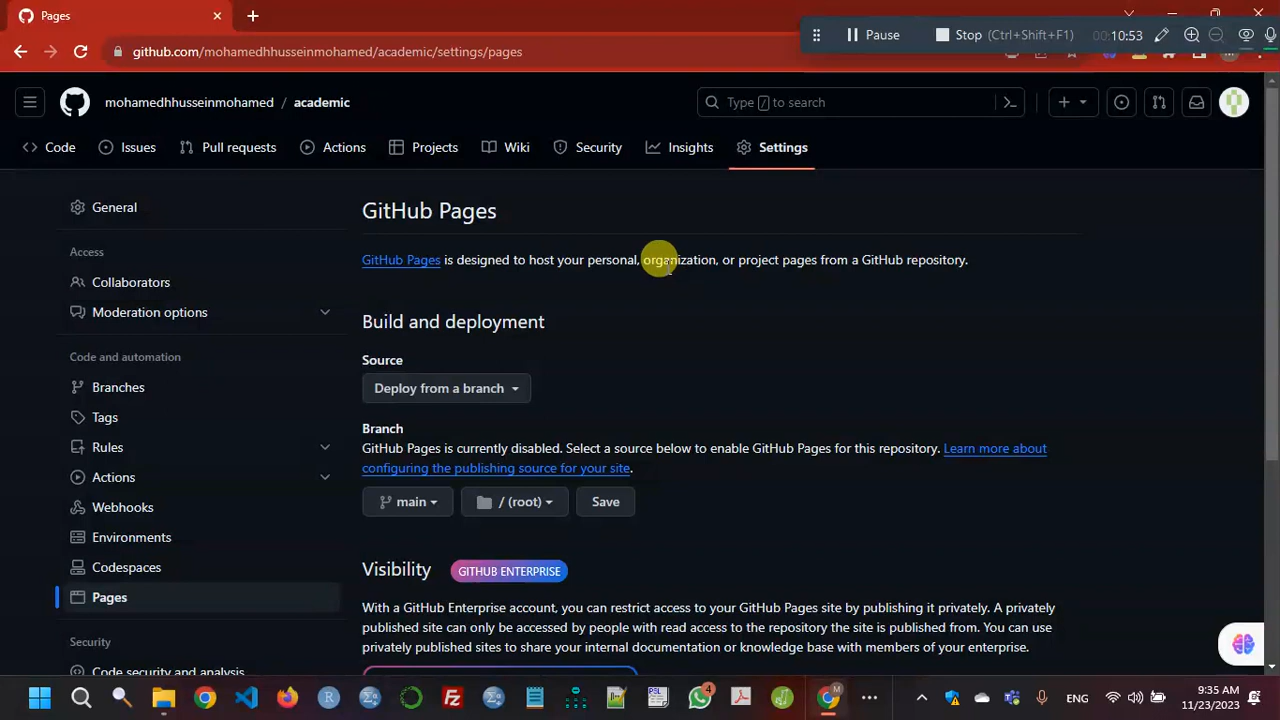 Pages
Pause
Stop (Ctrl+Shift+F1)
00:10:53
github.com/mohamedhhusseinmohamed/academic/settings/pages
mohamedhhusseinmohamed / academic
Type / to search
Code
Issues
Pull requests
Actions
Projects
Wiki
Security
Insights
Settings
General
Access
Collaborators
Moderation options
Code and automation
Branches
Tags
Rules
Actions
Webhooks
Environments
Codespaces
Pages
Security
Code security and analysis
GitHub Pages
GitHub Pages is designed to host your personal, organization, or project pages from a GitHub repository.
Build and deployment
Source
Deploy from a branch
Branch
GitHub Pages is currently disabled. Select a source below to enable GitHub Pages for this repository. Learn more about
configuring the publishing source for your site.
main
/ (root)
Save
Visibility
GITHUB ENTERPRISE
With a GitHub Enterprise account, you can restrict access to your GitHub Pages site by publishing it privately. A privately
published site can only be accessed by people with read access to the repository the site is published from. You can use
privately published sites to share your internal documentation or knowledge base with members of your enterprise.
4
M
ENG
9:35 AM
11/23/2023